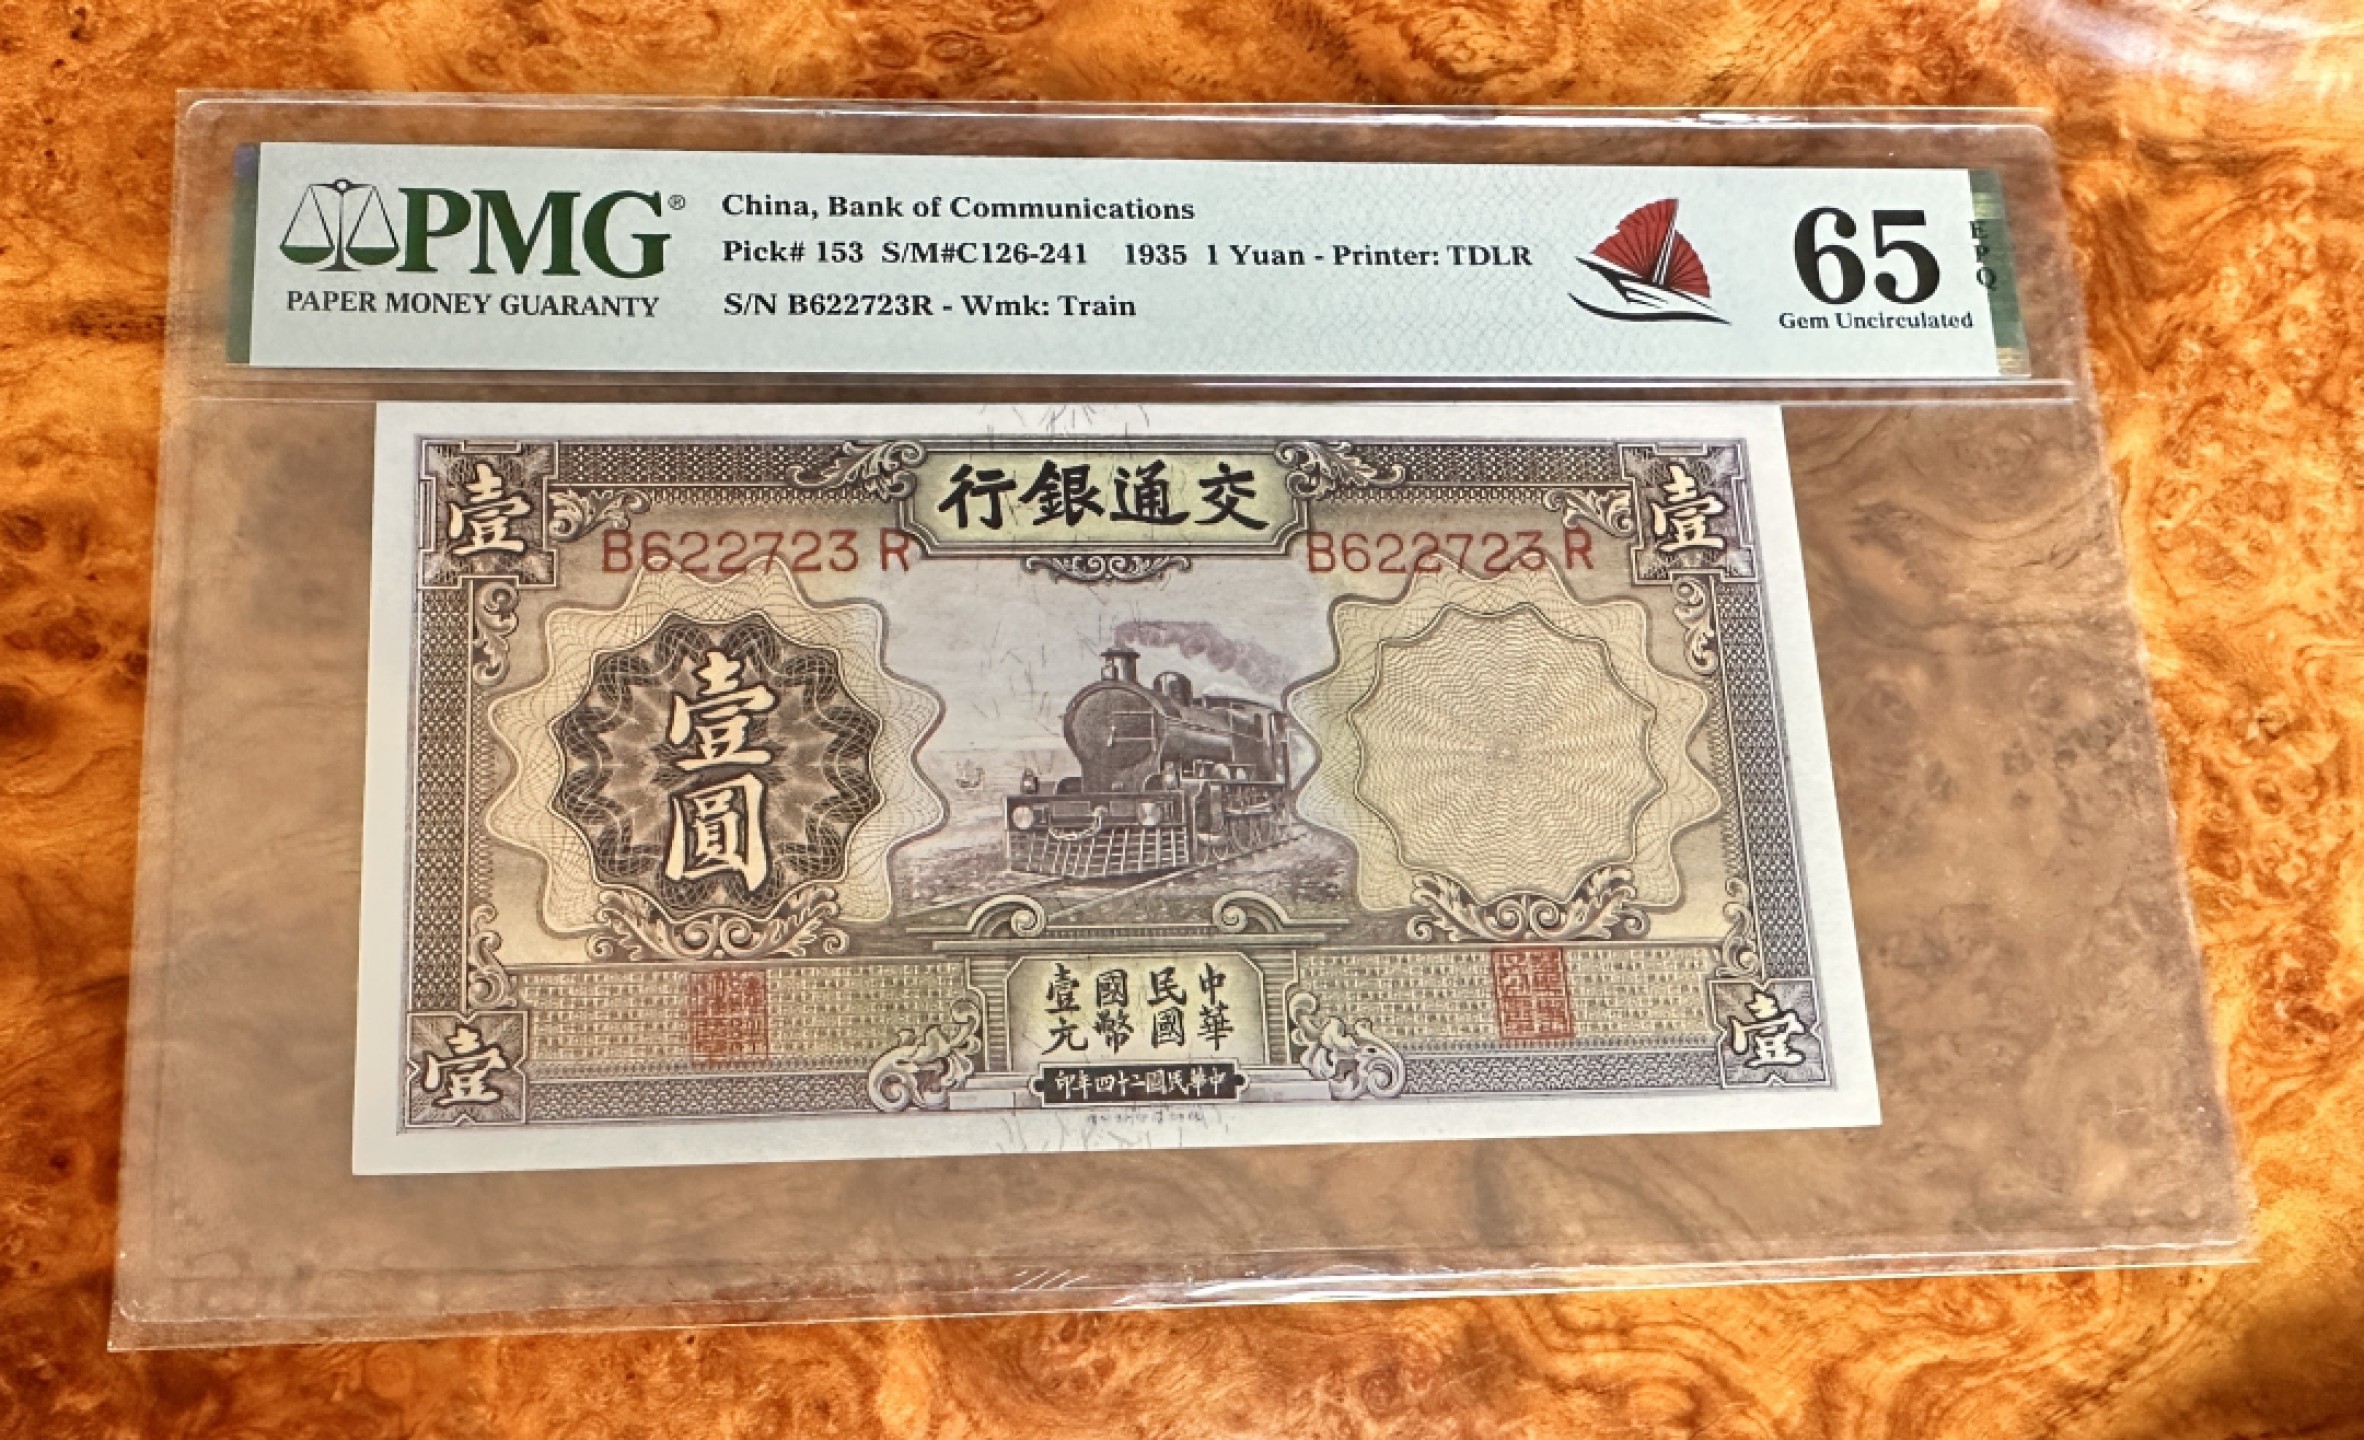 PMG®
PAPER MONEY GUARANTY
China, Bank of Communications
Pick# 153 S/M#C126-241 1935 1 Yuan - Printer: TDLR
S/N B622723R - Wmk: Train
65
Gem Uncirculated
EPQ
壹
行銀通交
壹
B622723 R
B622723 R
壹圓
中華
民國
國幣
壹元
壹
印年四十二國民華中
壹